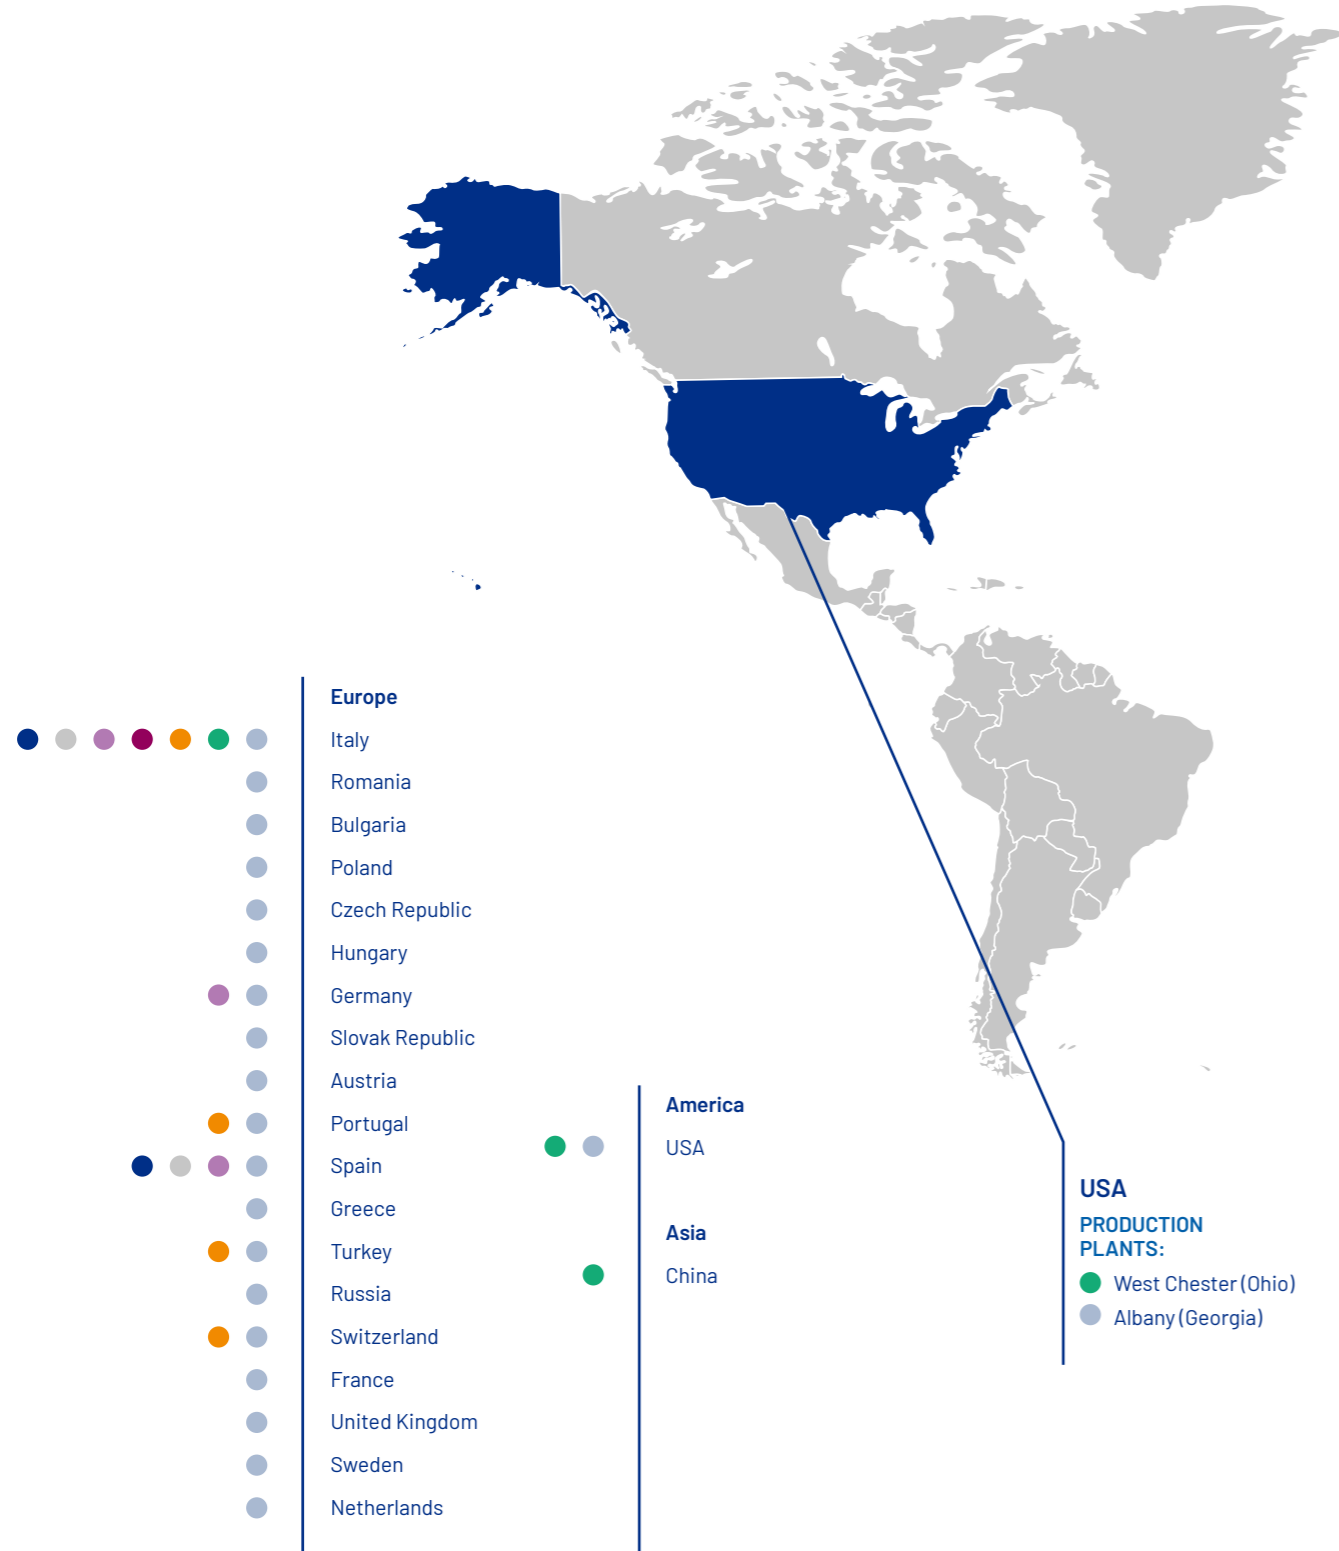 Europe
Italy
Romania
Bulgaria
Poland
Czech Republic
Hungary
Germany
Slovak Republic
Austria
Portugal
Spain
Greece
Turkey
Russia
Switzerland
France
United Kingdom
Sweden
Netherlands
America
USA
Asia
China
USA
PRODUCTION
PLANTS:
West Chester (Ohio)
Albany (Georgia)